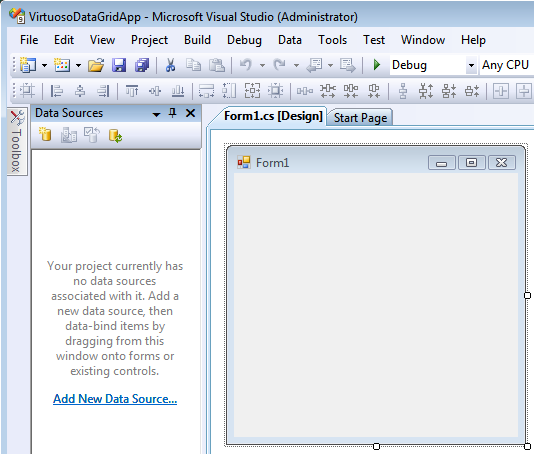 VirtuosoDataGridApp - Microsoft Visual Studio (Administrator)
File Edit View Project Build Debug Data Tools Test Window Help
Debug Any CPU
Toolbox
Data Sources
Form1.cs [Design] Start Page
Form1
Your project currently has
no data sources
associated with it. Add a
new data source, then
data-bind items by
dragging from this
window onto forms or
existing controls.
Add New Data Source...